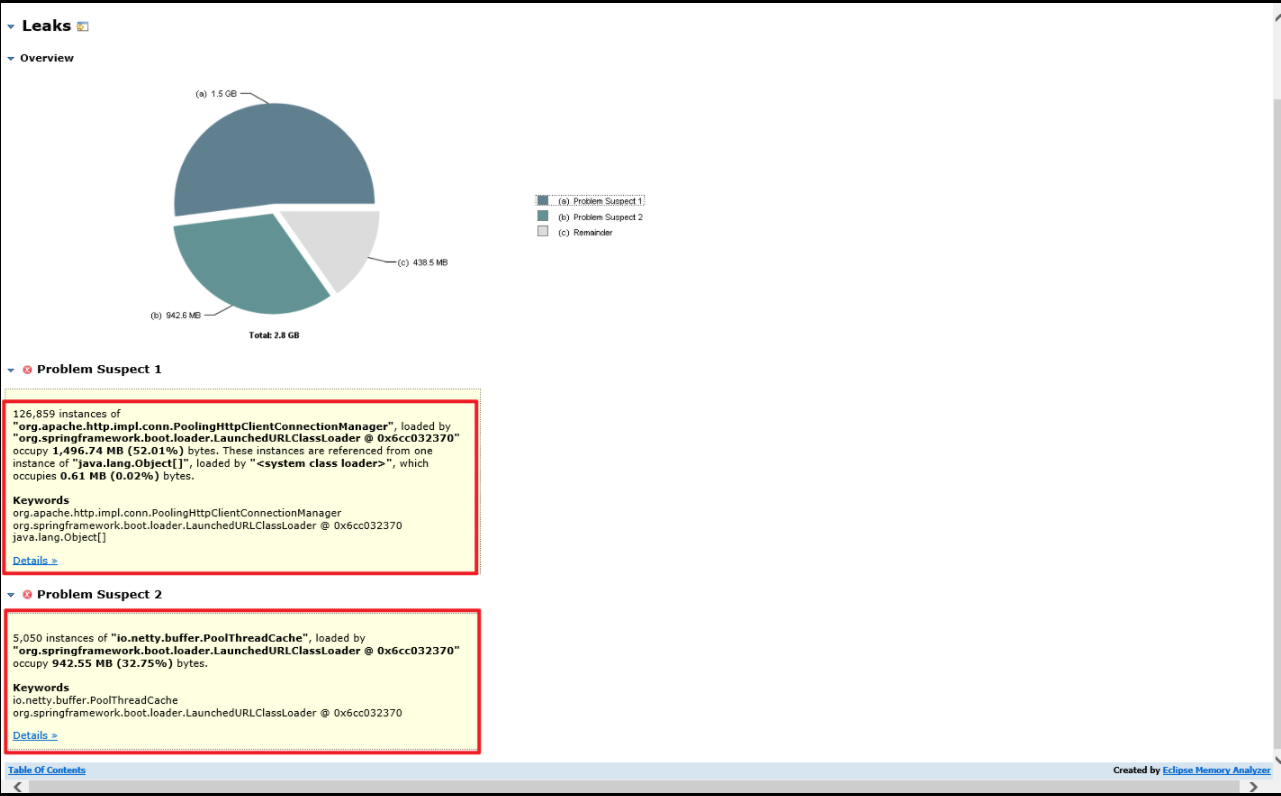 Leaks
Overview
(a) 1.5 GB
(a) Problem Suspect 1
(b) Problem Suspect 2
(c) Remainder
(c) 438.5 MB
(b) 942.6 MB
Total: 2.8 GB
Problem Suspect 1
126,859 instances of
"org.apache.http.impl.conn.PoolingHttpClientConnectionManager", loaded by
"org.springframework.boot.loader.LaunchedURLClassLoader @ 0x6cc032370"
occupy 1,496.74 MB (52.01%) bytes. These instances are referenced from one
instance of "java.lang.Object[]", loaded by "<system class loader>", which
occupies 0.61 MB (0.02%) bytes.
Keywords
org.apache.http.impl.conn.PoolingHttpClientConnectionManager
org.springframework.boot.loader.LaunchedURLClassLoader @ 0x6cc032370
java.lang.Object[]
Details »
Problem Suspect 2
5,050 instances of "io.netty.buffer.PoolThreadCache", loaded by
"org.springframework.boot.loader.LaunchedURLClassLoader @ 0x6cc032370"
occupy 942.55 MB (32.75%) bytes.
Keywords
io.netty.buffer.PoolThreadCache
org.springframework.boot.loader.LaunchedURLClassLoader @ 0x6cc032370
Details »
Table Of Contents
Created by Eclipse Memory Analyzer